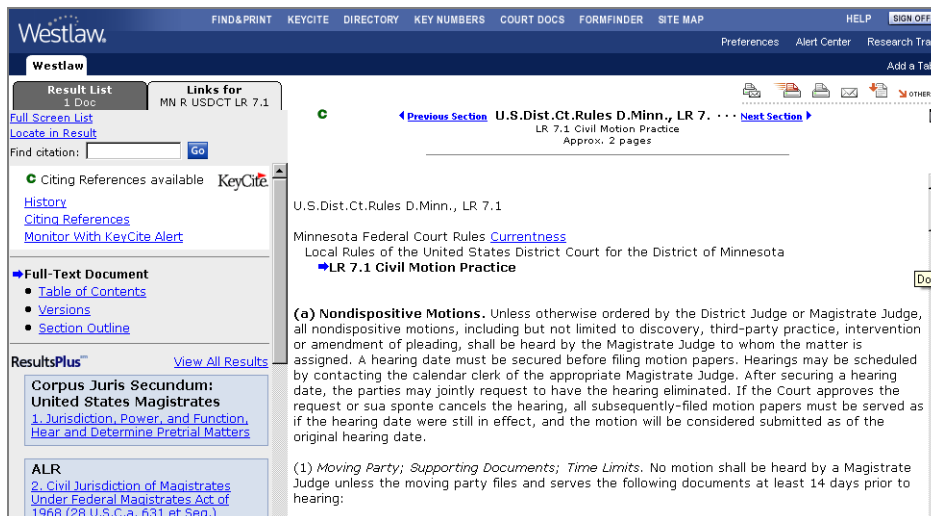 FIND&PRINT KEYCITE DIRECTORY KEY NUMBERS COURT DOCS FORMFINDER SITE MAP HELP SIGN OFF
Westlaw.
Preferences Alert Center Research Tra
Westlaw Add a Tab
Result List
1 Doc
Links for
MN R USDCT LR 7.1
OTHER
Full Screen List
Locate in Result
Find citation: Go
C Citing References available KeyCite
History
Citing References
Monitor With KeyCite Alert
Full-Text Document
Table of Contents
Versions
Section Outline
ResultsPlus™ View All Results
Corpus Juris Secundum:
United States Magistrates
1. Jurisdiction, Power, and Function,
Hear and Determine Pretrial Matters
ALR
2. Civil Jurisdiction of Magistrates
Under Federal Magistrates Act of
1968 (28 U.S.C.a. 631 et Seq.)
C Previous Section U.S.Dist.Ct.Rules D.Minn., LR 7. ··· Next Section
LR 7.1 Civil Motion Practice
Approx. 2 pages
U.S.Dist.Ct.Rules D.Minn., LR 7.1
Minnesota Federal Court Rules Currentness
Local Rules of the United States District Court for the District of Minnesota
LR 7.1 Civil Motion Practice
Do
(a) Nondispositive Motions. Unless otherwise ordered by the District Judge or Magistrate Judge,
all nondispositive motions, including but not limited to discovery, third-party practice, intervention
or amendment of pleading, shall be heard by the Magistrate Judge to whom the matter is
assigned. A hearing date must be secured before filing motion papers. Hearings may be scheduled
by contacting the calendar clerk of the appropriate Magistrate Judge. After securing a hearing
date, the parties may jointly request to have the hearing eliminated. If the Court approves the
request or sua sponte cancels the hearing, all subsequently-filed motion papers must be served as
if the hearing date were still in effect, and the motion will be considered submitted as of the
original hearing date.
(1) Moving Party; Supporting Documents; Time Limits. No motion shall be heard by a Magistrate
Judge unless the moving party files and serves the following documents at least 14 days prior to
hearing: